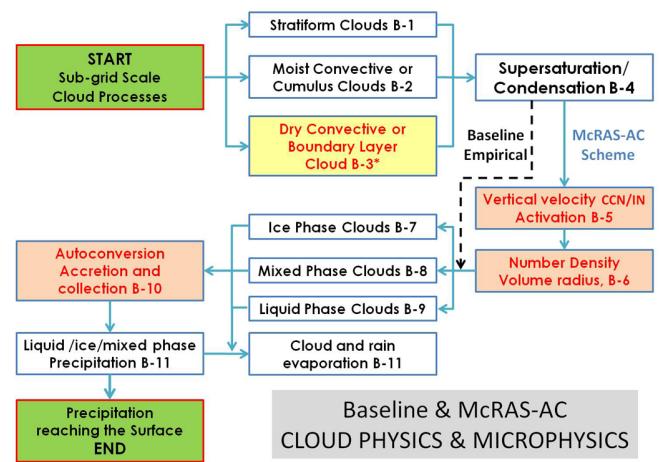 START
Sub-grid Scale
Cloud Processes
Stratiform Clouds B-1
Moist Convective or
Cumulus Clouds B-2
Dry Convective or
Boundary Layer
Cloud B-3*
Supersaturation/
Condensation B-4
Baseline
Empirical
McRAS-AC
Scheme
Vertical velocity CCN/IN
Activation B-5
Number Density
Volume radius, B-6
Ice Phase Clouds B-7
Mixed Phase Clouds B-8
Liquid Phase Clouds B-9
Autoconversion
Accretion and
collection B-10
Liquid /ice/mixed phase
Precipitation B-11
Cloud and rain
evaporation B-11
Precipitation
reaching the Surface
END
Baseline & McRAS-AC
CLOUD PHYSICS & MICROPHYSICS